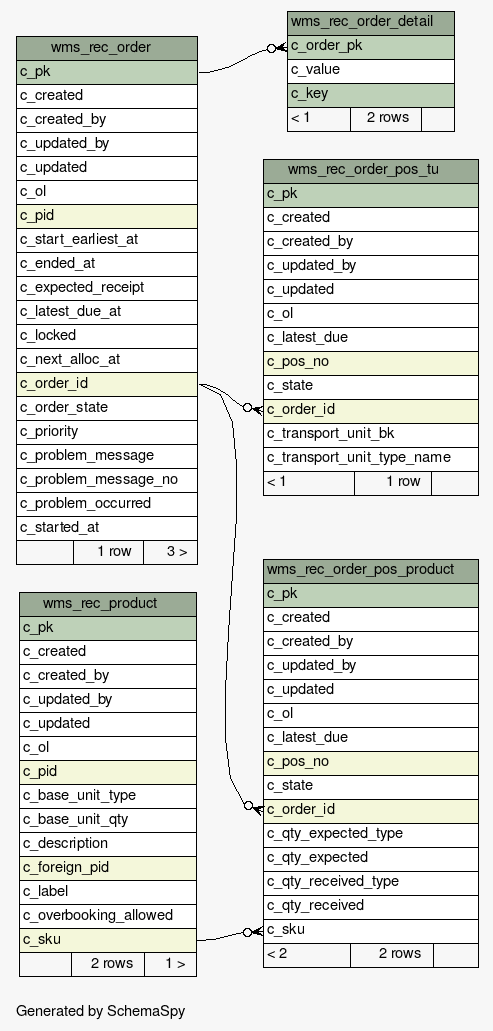 wms_rec_order
c_pk
c_created
c_created_by
c_updated_by
c_updated
c_ol
c_pid
c_start_earliest_at
c_ended_at
c_expected_receipt
c_latest_due_at
c_locked
c_next_alloc_at
c_order_id
c_order_state
c_priority
c_problem_message
c_problem_message_no
c_problem_occurred
c_started_at
1 row 3 >
wms_rec_order_detail
c_order_pk
c_value
c_key
< 1 2 rows
wms_rec_order_pos_tu
c_pk
c_created
c_created_by
c_updated_by
c_updated
c_ol
c_latest_due
c_pos_no
c_state
c_order_id
c_transport_unit_bk
c_transport_unit_type_name
< 1 1 row
wms_rec_product
c_pk
c_created
c_created_by
c_updated_by
c_updated
c_ol
c_pid
c_base_unit_type
c_base_unit_qty
c_description
c_foreign_pid
c_label
c_overbooking_allowed
c_sku
2 rows 1 >
wms_rec_order_pos_product
c_pk
c_created
c_created_by
c_updated_by
c_updated
c_ol
c_latest_due
c_pos_no
c_state
c_order_id
c_qty_expected_type
c_qty_expected
c_qty_received_type
c_qty_received
c_sku
< 2 2 rows
Generated by SchemaSpy